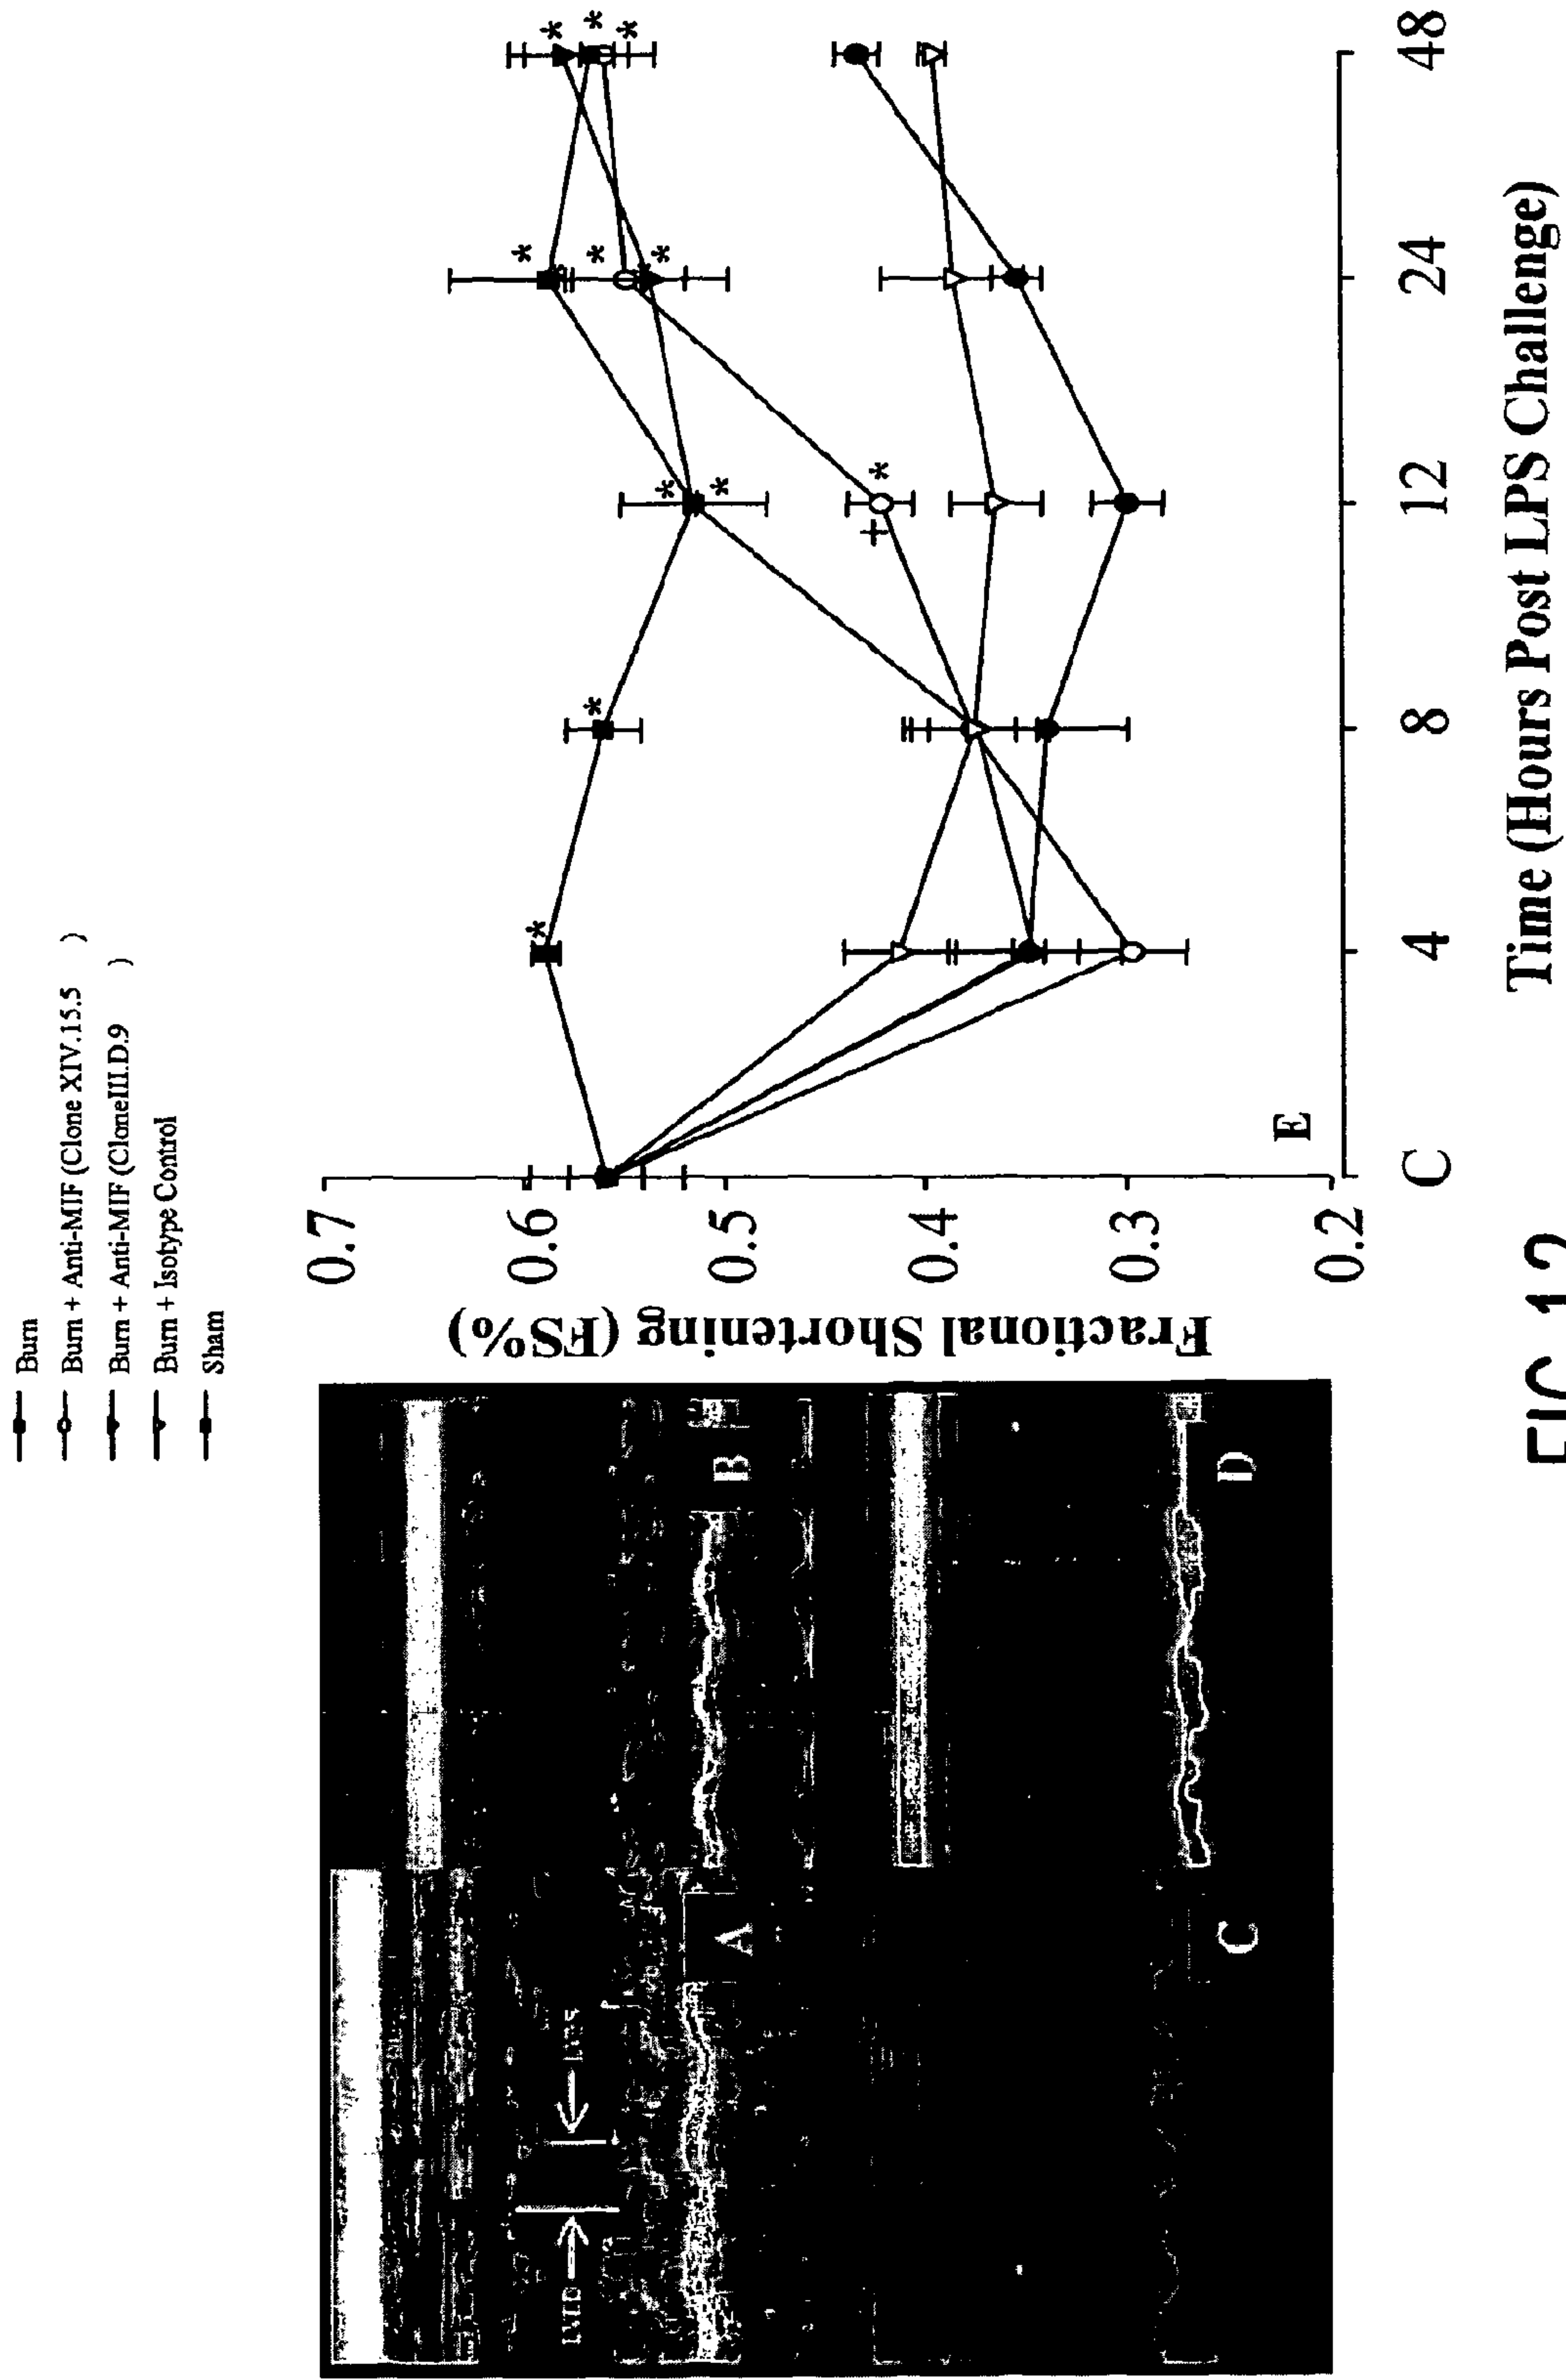 Burn
Burn + Anti-MIF (Clone XIV.15.5 )
Burn + Anti-MIF (CloneIII.D.9 )
Burn + Isotype Control
Sham
A
B
C
D
Fractional Shortening (FS%)
0.7
0.6
0.5
0.4
0.3
0.2
* * * * * * * * * * * *
+
E
C 4 8 12 24 48
Time (Hours Post LPS Challenge)
FIG.12